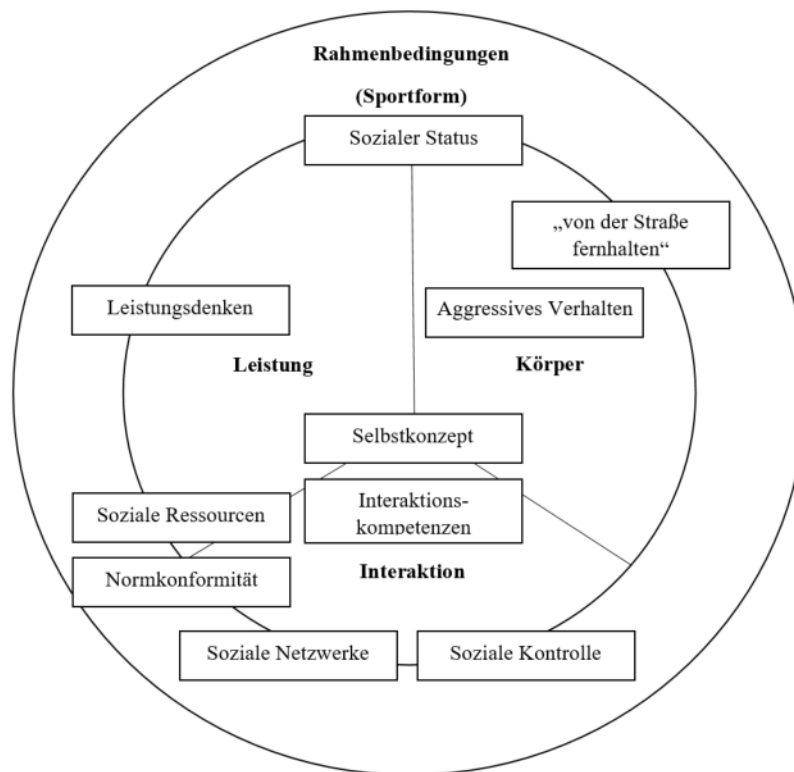 Rahmenbedingungen
(Sportform)
Sozialer Status
„von der Straße
fernhalten“
Leistungsdenken
Aggressives Verhalten
Leistung
Körper
Selbstkonzept
Interaktions-
kompetenzen
Soziale Ressourcen
Normkonformität
Interaktion
Soziale Netzwerke
Soziale Kontrolle